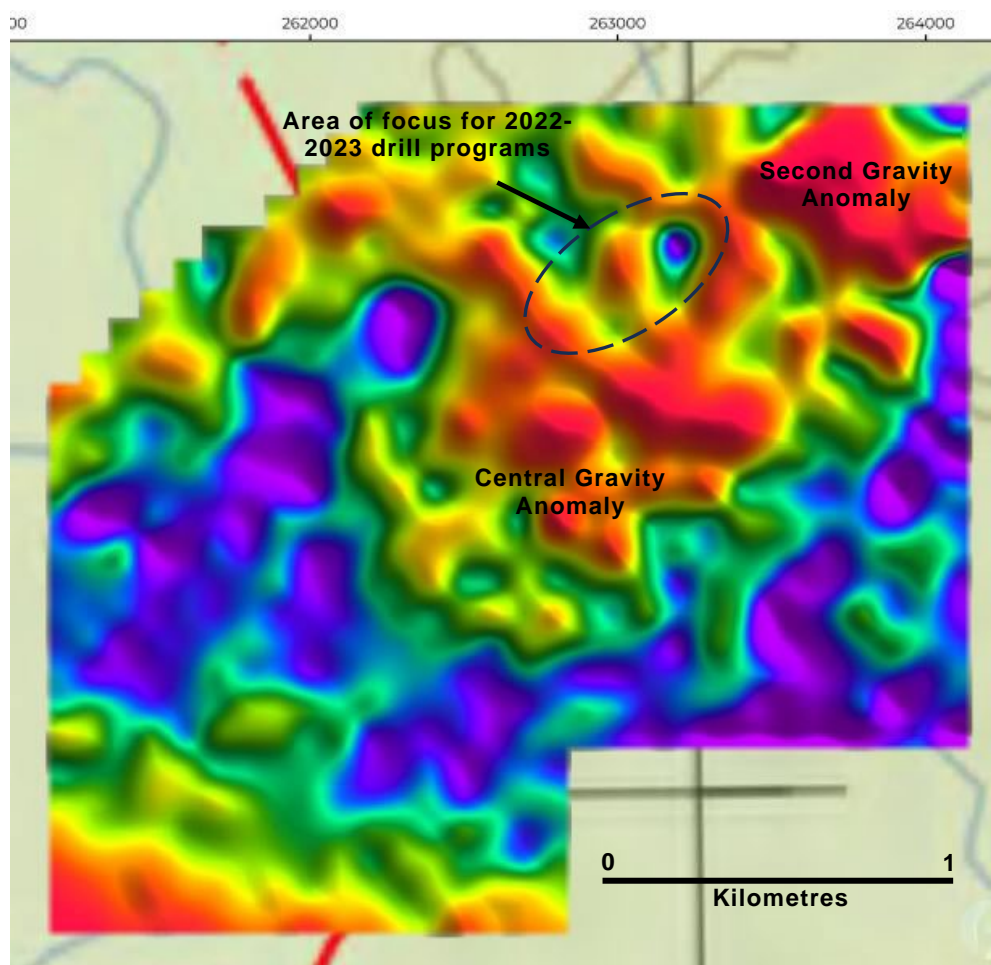 00
262000
263000
264000
Area of focus for 2022-
2023 drill programs
Second Gravity
Anomaly
Central Gravity
Anomaly
0
1
Kilometres